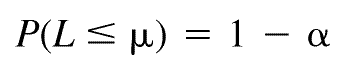 P(L ≤ μ) = 1 − α